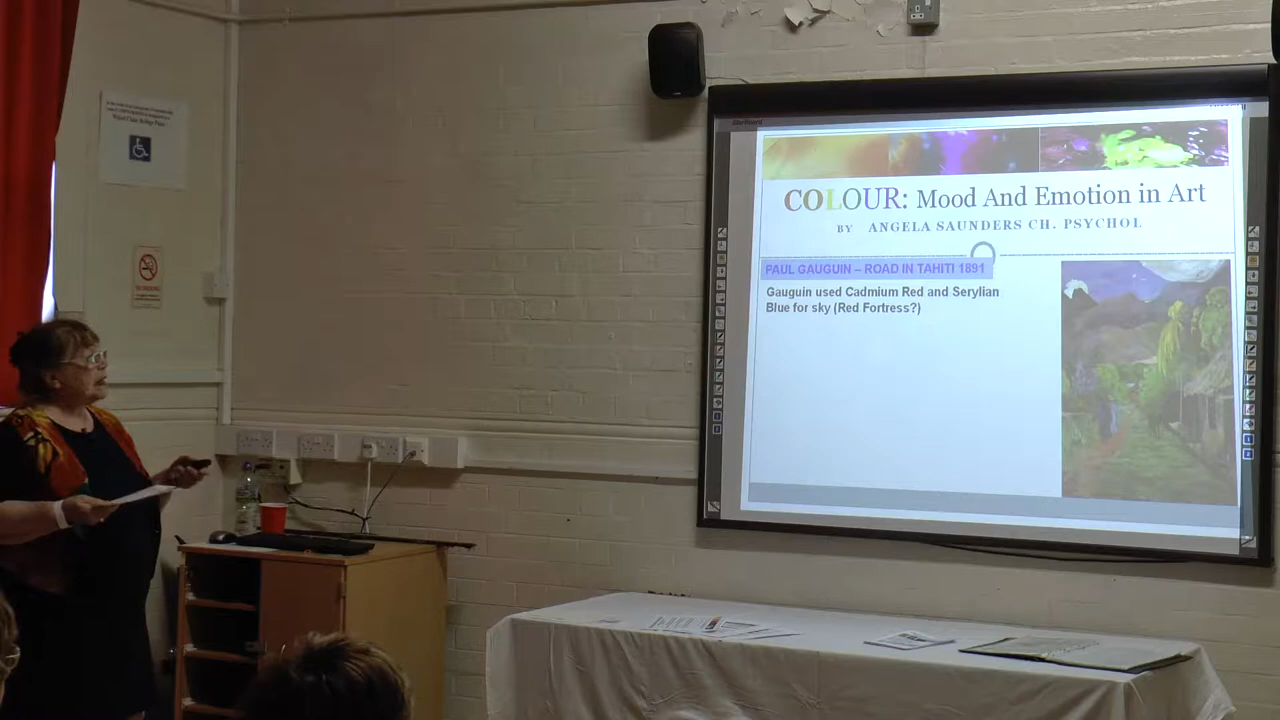 COLOUR: Mood And Emotion in Art
BY ANGELA SAUNDERS CH. PSYCHOL
PAUL GAUGUIN – ROAD IN TAHITI 1891
Gauguin used Cadmium Red and Serylian
Blue for sky (Red Fortress?)